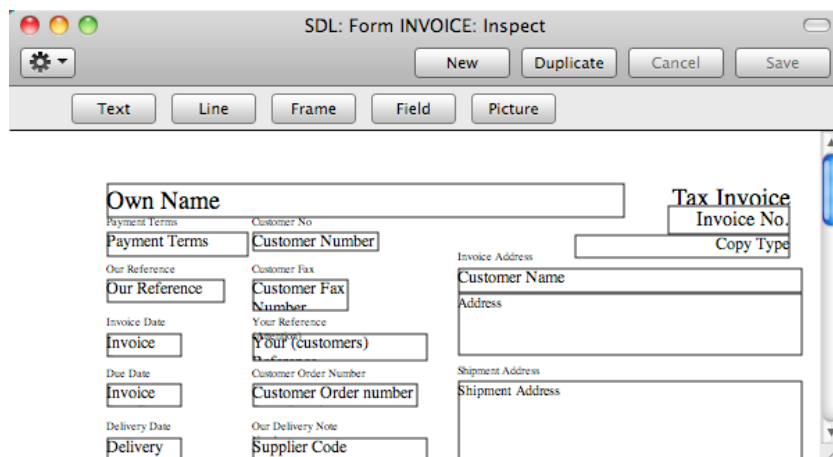 SDL: Form INVOICE: Inspect
New Duplicate Cancel Save
Text Line Frame Field Picture
Own Name
Tax Invoice
Payment Terms Customer No
Invoice No.
Payment Terms Customer Number
Copy Type
Invoice Address
Our Reference Customer Fax
Customer Name
Our Reference Customer Fax
Number
Address
Invoice Date Your Reference
(Attention)
Invoice Your (customers)
Reference
Due Date Customer Order Number Shipment Address
Invoice Customer Order number Shipment Address
Delivery Date Our Delivery Note
Delivery Supplier Code